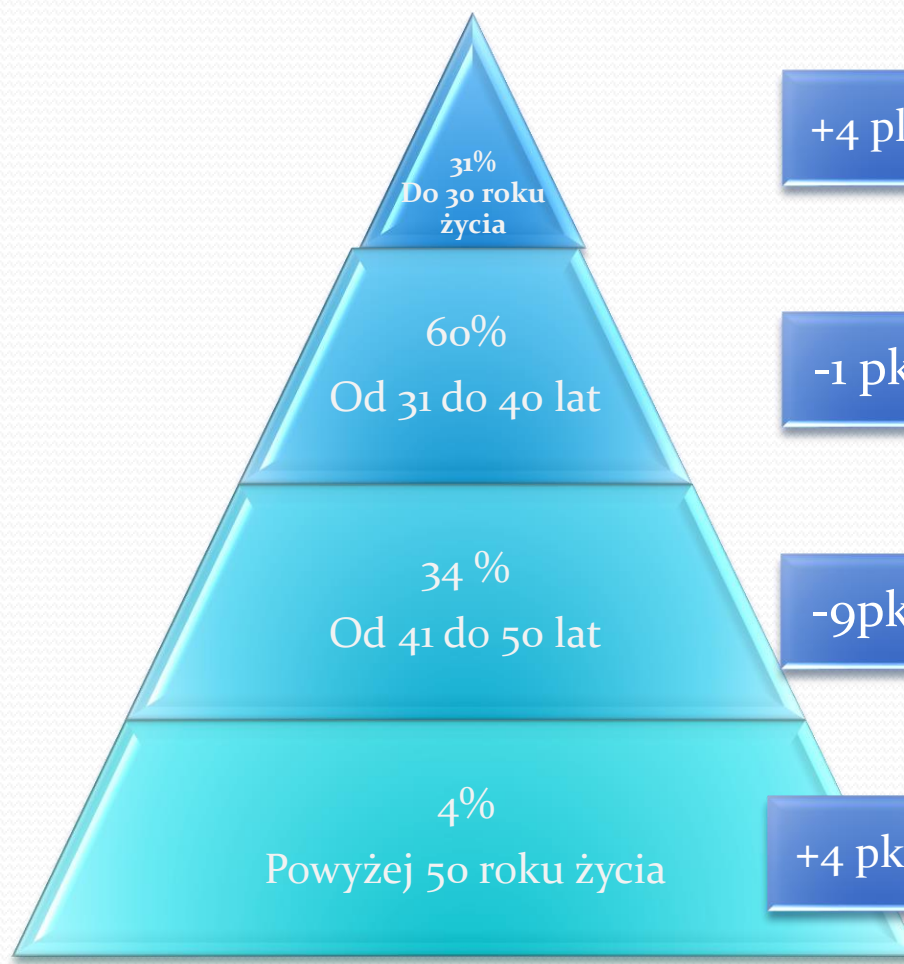 31%
Do 30 roku
życia
+4
60%
Od 31 do 40 lat
-1
34 %
Od 41 do 50 lat
-9pk
4%
Powyżej 50 roku życia
+4 pk